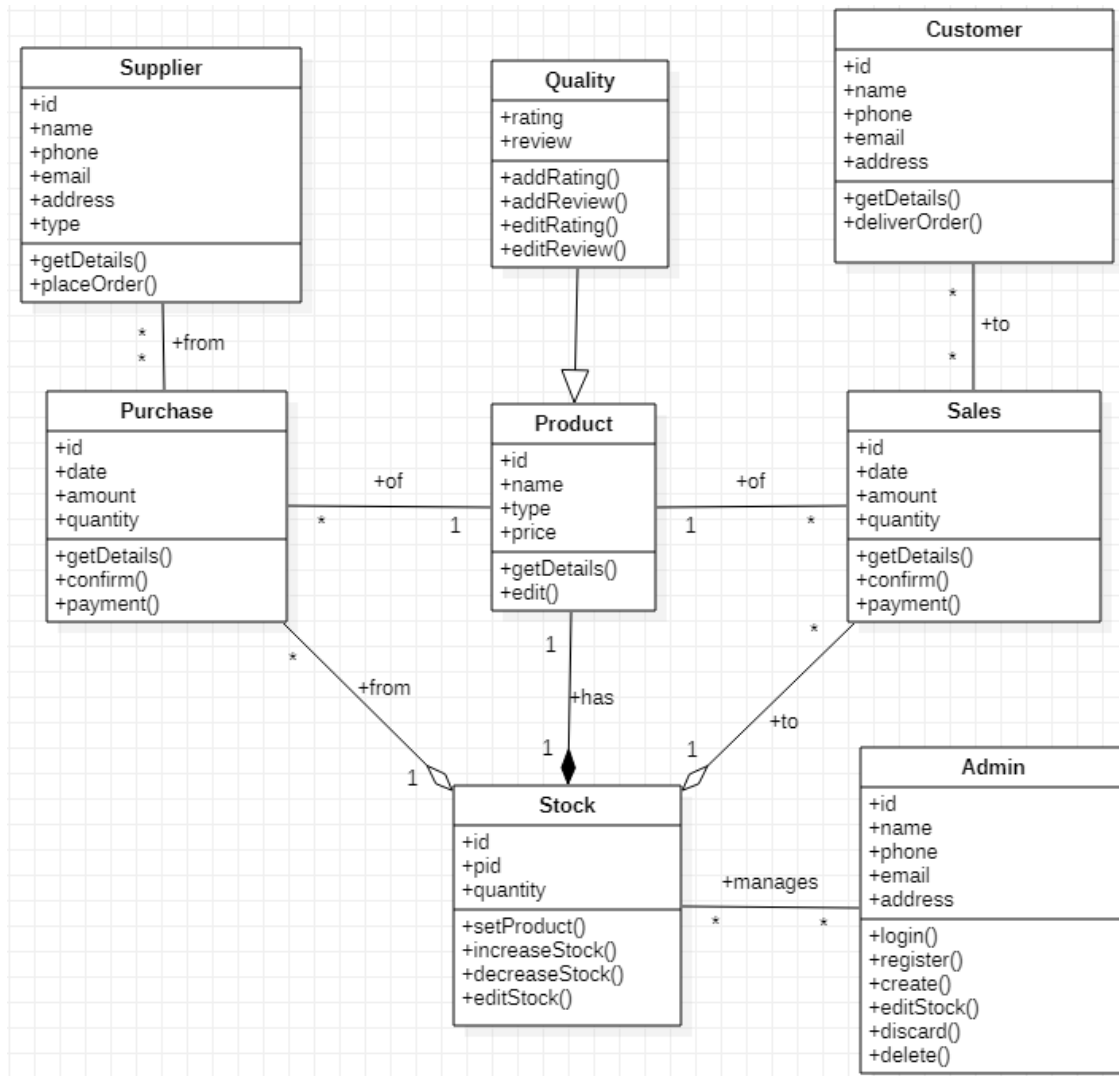 Supplier
+id
+name
+phone
+email
+address
+type
+getDetails()
+placeOrder()
Quality
+rating
+review
+addRating()
+addReview()
+editRating()
+editReview()
Customer
+id
+name
+phone
+email
+address
+getDetails()
+deliverOrder()
*
+from
*
*
+to
*
Purchase
+id
+date
+amount
+quantity
+getDetails()
+confirm()
+payment()
+of
*
1
Product
+id
+name
+type
+price
+getDetails()
+edit()
+of
1
*
Sales
+id
+date
+amount
+quantity
+getDetails()
+confirm()
+payment()
*
+from
1
1
+has
1
*
+to
1
Stock
+id
+pid
+quantity
+setProduct()
+increaseStock()
+decreaseStock()
+editStock()
+manages
*
*
Admin
+id
+name
+phone
+email
+address
+login()
+register()
+create()
+editStock()
+discard()
+delete()